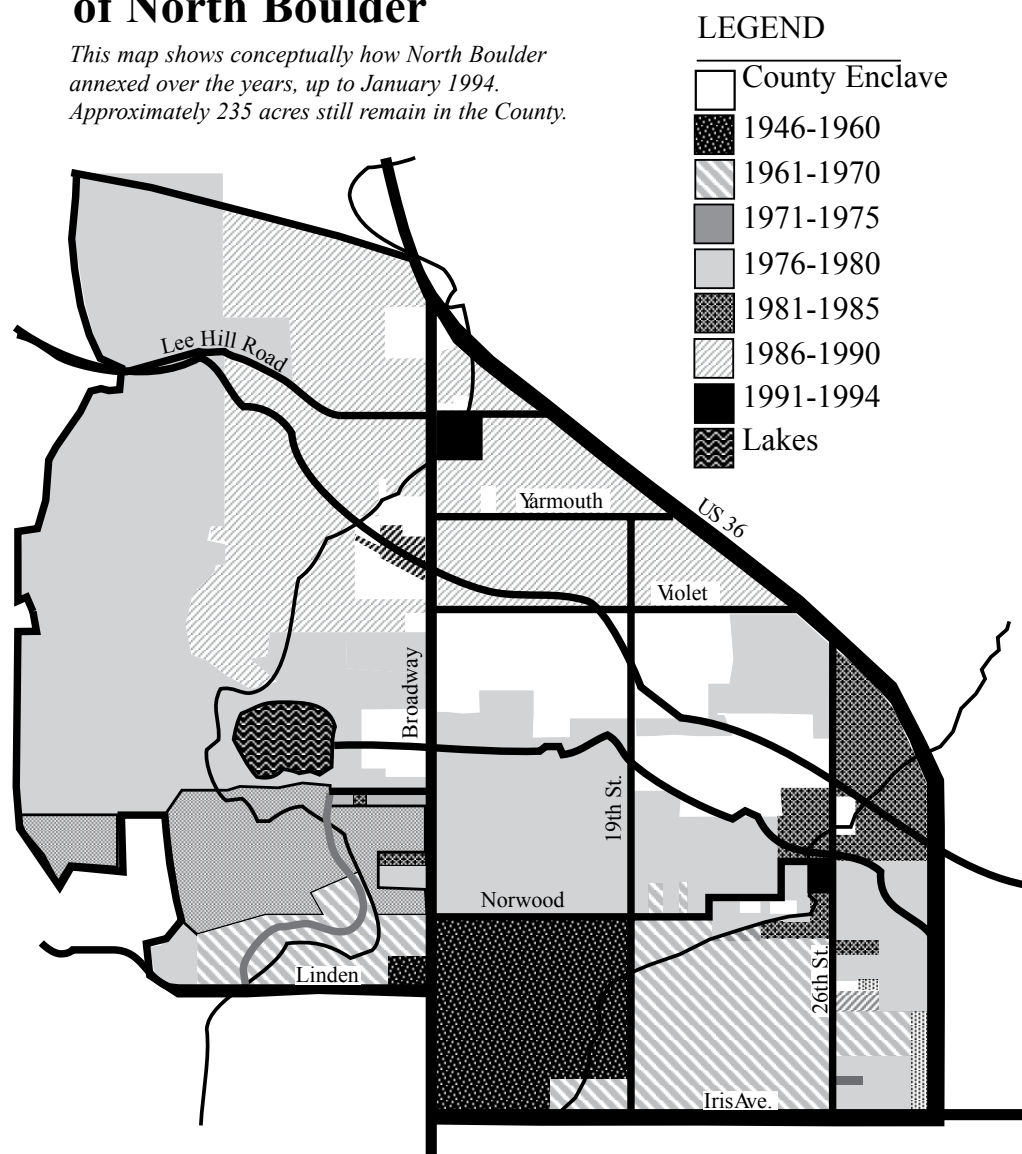 of North Boulder
This map shows conceptually how North Boulder
annexed over the years, up to January 1994.
Approximately 235 acres still remain in the County.
LEGEND
County Enclave
1946-1960
1961-1970
1971-1975
1976-1980
1981-1985
1986-1990
1991-1994
Lakes
Lee Hill Road
Yarmouth
US 36
Violet
Broadway
19th St.
Norwood
26th St.
Linden
Iris Ave.